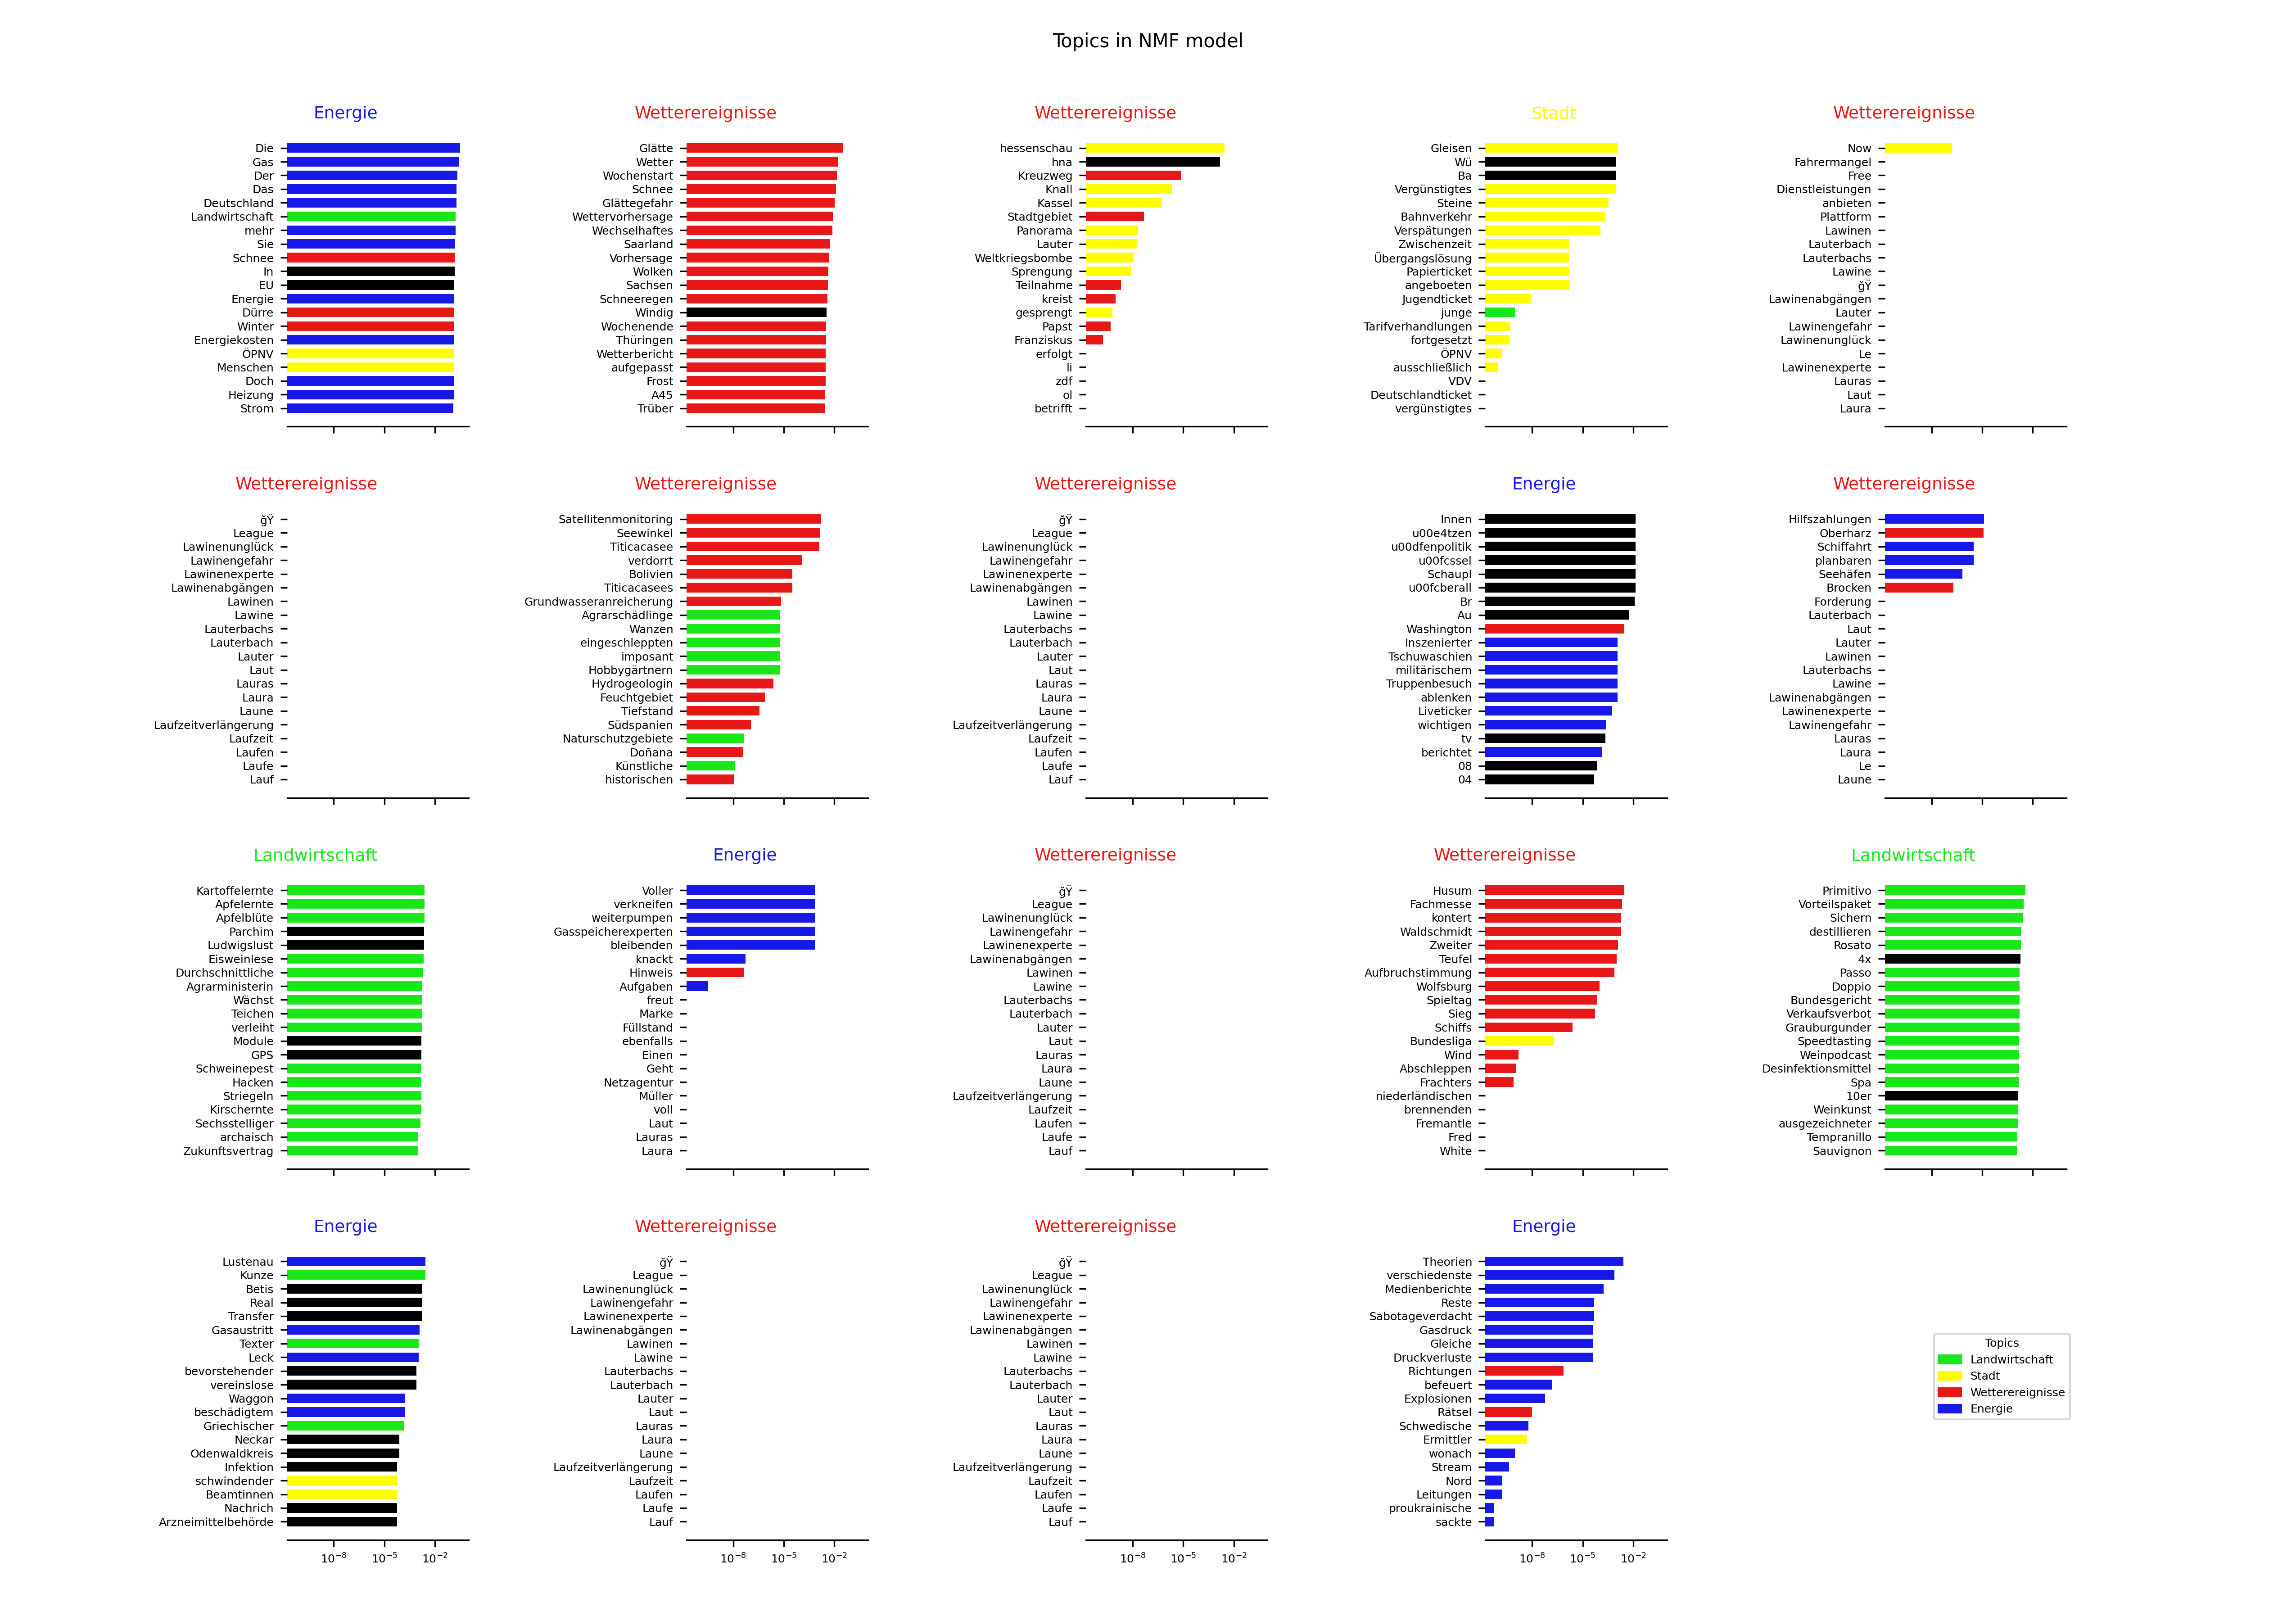 Topics in NMF model
Energie
Die
Gas
Der
Das
Deutschland
Landwirtschaft
mehr
Sie
Schnee
In
EU
Energie
Dürre
Winter
Energiekosten
ÖPNV
Menschen
Doch
Heizung
Strom
Wetterereignisse
Glätte
Wetter
Wochenstart
Schnee
Glättegefahr
Wettervorhersage
Wechselhaftes
Saarland
Vorhersage
Wolken
Sachsen
Schneeregen
Windig
Wochenende
Thüringen
Wetterbericht
aufgepasst
Frost
A45
Trüber
Wetterereignisse
hessenschau
hna
Kreuzweg
Knall
Kassel
Stadtgebiet
Panorama
Lauter
Weltkriegsbombe
Sprengung
Teilnahme
kreist
gesprengt
Papst
Franziskus
erfolgt
li
zdf
ol
betrifft
Stadt
Gleisen
Wü
Ba
Vergünstigtes
Steine
Bahnverkehr
Verspätungen
Zwischenzeit
Übergangslösung
Papierticket
angeboeten
Jugendticket
junge
Tarifverhandlungen
fortgesetzt
ÖPNV
ausschließlich
VDV
Deutschlandticket
vergünstigtes
Wetterereignisse
Now
Fahrermangel
Free
Dienstleistungen
anbieten
Plattform
Lawinen
Lauterbach
Lauterbachs
Lawine
ğŸ
Lawinenabgängen
Lauter
Lawinengefahr
Lawinenunglück
Le
Lawinenexperte
Lauras
Laut
Laura
Wetterereignisse
ğŸ
League
Lawinenunglück
Lawinengefahr
Lawinenexperte
Lawinenabgängen
Lawinen
Lawine
Lauterbachs
Lauterbach
Lauter
Laut
Lauras
Laura
Laune
Laufzeitverlängerung
Laufzeit
Laufen
Laufe
Lauf
Wetterereignisse
Satellitenmonitoring
Seewinkel
Titicacasee
verdorrt
Bolivien
Titicacasees
Grundwasseranreicherung
Agrarschädlinge
Wanzen
eingeschleppten
imposant
Hobbygärtnern
Hydrogeologin
Feuchtgebiet
Tiefstand
Südspanien
Naturschutzgebiete
Doñana
Künstliche
historischen
Wetterereignisse
ğŸ
League
Lawinenunglück
Lawinengefahr
Lawinenexperte
Lawinenabgängen
Lawinen
Lawine
Lauterbachs
Lauterbach
Lauter
Laut
Lauras
Laura
Laune
Laufzeitverlängerung
Laufzeit
Laufen
Laufe
Lauf
Energie
Innen
u00e4tzen
u00dfenpolitik
u00fcssel
Schaupl
u00fcberall
Br
Au
Washington
Inszenierter
Tschuwaschien
militärischem
Truppenbesuch
ablenken
Liveticker
wichtigen
tv
berichtet
08
04
Wetterereignisse
Hilfszahlungen
Oberharz
Schiffahrt
planbaren
Seehäfen
Brocken
Forderung
Lauterbach
Laut
Lauter
Lawinen
Lauterbachs
Lawine
Lawinenabgängen
Lawinenexperte
Lawinengefahr
Lauras
Laura
Le
Laune
Landwirtschaft
Kartoffelernte
Apfelernte
Apfelblüte
Parchim
Ludwigslust
Eisweinlese
Durchschnittliche
Agrarministerin
Wächst
Teichen
verleiht
Module
GPS
Schweinepest
Hacken
Striegeln
Kirschernte
Sechsstelliger
archaisch
Zukunftsvertrag
Energie
Voller
verkneifen
weiterpumpen
Gasspeicherexperten
bleibenden
knackt
Hinweis
Aufgaben
freut
Marke
Füllstand
ebenfalls
Einen
Geht
Netzagentur
Müller
voll
Laut
Lauras
Laura
Wetterereignisse
ğŸ
League
Lawinenunglück
Lawinengefahr
Lawinenexperte
Lawinenabgängen
Lawinen
Lawine
Lauterbachs
Lauterbach
Lauter
Laut
Lauras
Laura
Laune
Laufzeitverlängerung
Laufzeit
Laufen
Laufe
Lauf
Wetterereignisse
Husum
Fachmesse
kontert
Waldschmidt
Zweiter
Teufel
Aufbruchstimmung
Wolfsburg
Spieltag
Sieg
Schiffs
Bundesliga
Wind
Abschleppen
Frachters
niederländischen
brennenden
Fremantle
Fred
White
Landwirtschaft
Primitivo
Vorteilspaket
Sichern
destillieren
Rosato
4x
Passo
Doppio
Bundesgericht
Verkaufsverbot
Grauburgunder
Speedtasting
Weinpodcast
Desinfektionsmittel
Spa
10er
Weinkunst
ausgezeichneter
Tempranillo
Sauvignon
Energie
Lustenau
Kunze
Betis
Real
Transfer
Gasaustritt
Texter
Leck
bevorstehender
vereinslose
Waggon
beschädigtem
Griechischer
Neckar
Odenwaldkreis
Infektion
schwindender
Beamtinnen
Nachrich
Arzneimittelbehörde
10⁻⁸ 10⁻⁵ 10⁻²
Wetterereignisse
ğŸ
League
Lawinenunglück
Lawinengefahr
Lawinenexperte
Lawinenabgängen
Lawinen
Lawine
Lauterbachs
Lauterbach
Lauter
Laut
Lauras
Laura
Laune
Laufzeitverlängerung
Laufzeit
Laufen
Laufe
Lauf
10⁻⁸ 10⁻⁵ 10⁻²
Wetterereignisse
ğŸ
League
Lawinenunglück
Lawinengefahr
Lawinenexperte
Lawinenabgängen
Lawinen
Lawine
Lauterbachs
Lauterbach
Lauter
Laut
Lauras
Laura
Laune
Laufzeitverlängerung
Laufzeit
Laufen
Laufe
Lauf
10⁻⁸ 10⁻⁵ 10⁻²
Energie
Theorien
verschiedenste
Medienberichte
Reste
Sabotageverdacht
Gasdruck
Gleiche
Druckverluste
Richtungen
befeuert
Explosionen
Rätsel
Schwedische
Ermittler
wonach
Stream
Nord
Leitungen
proukrainische
sackte
10⁻⁸ 10⁻⁵ 10⁻²
Topics
Landwirtschaft
Stadt
Wetterereignisse
Energie